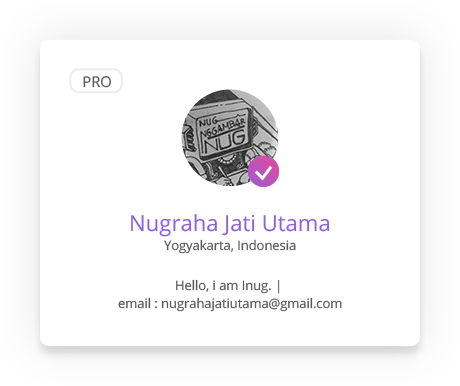 PRO
NUG
NGGAMBAR
NUG
Nugraha Jati Utama
Yogyakarta, Indonesia
Hello, i am Inug. |
email : nugrahajatiutama@gmail.com